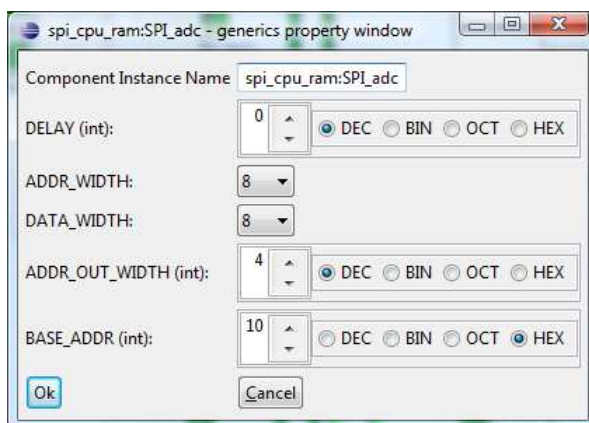 spi_cpu_ram:SPI_adc - generics property window
Component Instance Name spi_cpu_ram:SPI_adc
DELAY (int): 0 DEC BIN OCT HEX
ADDR_WIDTH: 8
DATA_WIDTH: 8
ADDR_OUT_WIDTH (int): 4 DEC BIN OCT HEX
BASE_ADDR (int): 10 DEC BIN OCT HEX
Ok Cancel